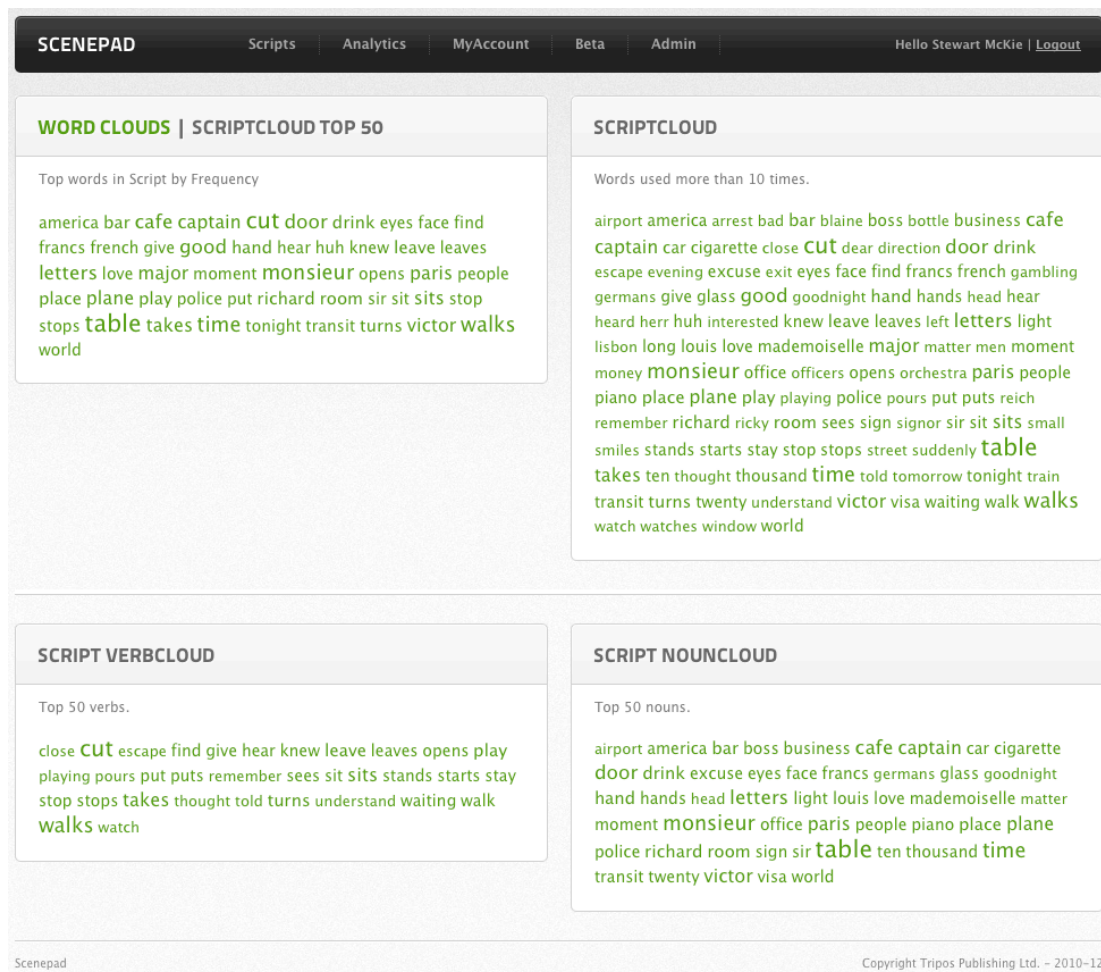 SCENEPAD Scripts Analytics MyAccount Beta Admin Hello Stewart McKie | Logout
WORD CLOUDS | SCRIPTCLOUD TOP 50
Top words in Script by Frequency
america bar cafe captain cut door drink eyes face find
francs french give good hand hear huh knew leave leaves
letters love major moment monsieur opens paris people
place plane play police put richard room sir sit sits stop
stops table takes time tonight transit turns victor walks
world
SCRIPTCLOUD
Words used more than 10 times.
airport america arrest bad bar blaine boss bottle business cafe
captain car cigarette close cut dear direction door drink
escape evening excuse exit eyes face find francs french gambling
germans give glass good goodnight hand hands head hear
heard herr huh interested knew leave leaves left letters light
lisbon long louis love mademoiselle major matter men moment
money monsieur office officers opens orchestra paris people
piano place plane play playing police pours put puts reich
remember richard ricky room sees sign signor sir sit sits small
smiles stands starts stay stop stops street suddenly table
takes ten thought thousand time told tomorrow tonight train
transit turns twenty understand victor visa waiting walk walks
watch watches window world
SCRIPT VERBCLOUD
Top 50 verbs.
close cut escape find give hear knew leave leaves opens play
playing pours put puts remember sees sit sits stands starts stay
stop stops takes thought told turns understand waiting walk
walks watch
SCRIPT NOUNCLOUD
Top 50 nouns.
airport america bar boss business cafe captain car cigarette
door drink excuse eyes face francs germans glass goodnight
hand hands head letters light louis love mademoiselle matter
moment monsieur office paris people piano place plane
police richard room sign sir table ten thousand time
transit twenty victor visa world
Scenepad Copyright Tripos Publishing Ltd. - 2010-12